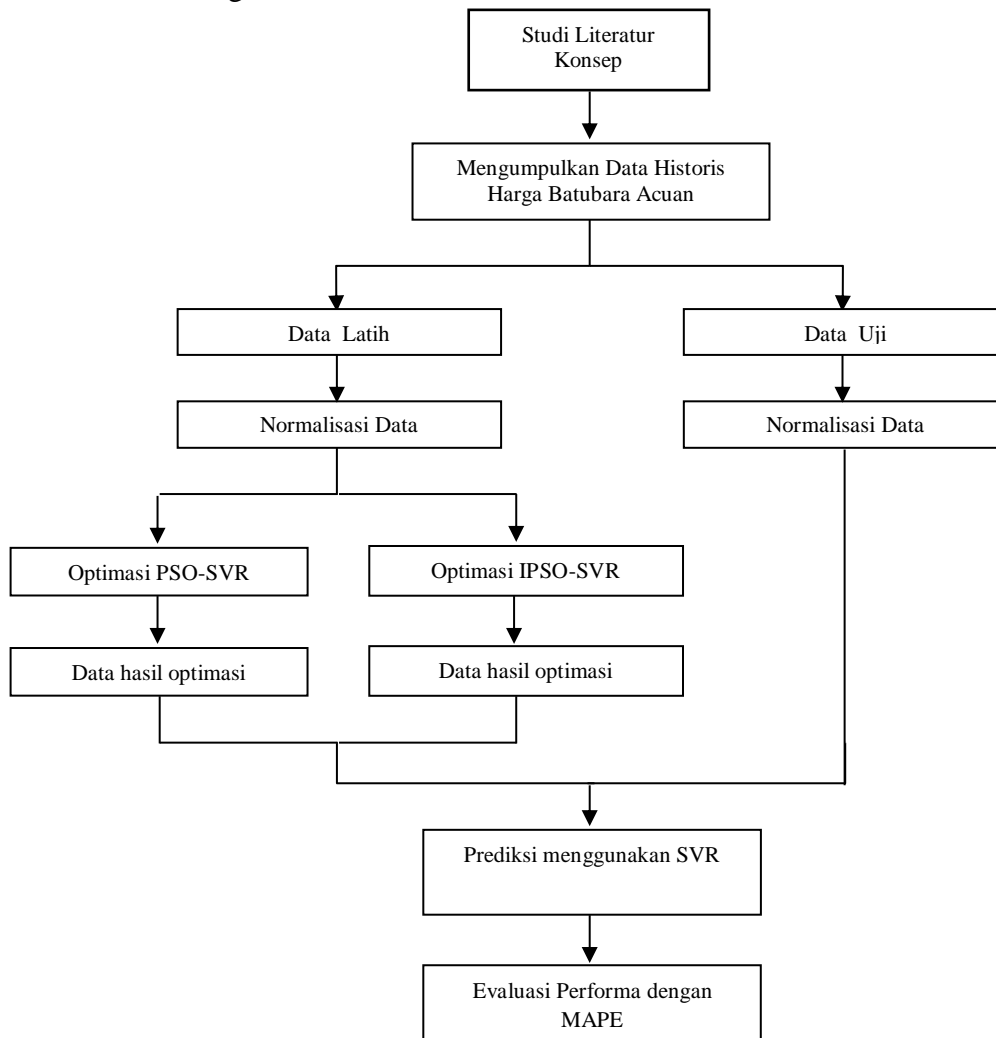 Studi Literatur
Konsep
Mengumpulkan Data Historis
Harga Batubara Acuan
Data Latih
Data Uji
Normalisasi Data
Normalisasi Data
Optimasi PSO-SVR
Optimasi IPSO-SVR
Data hasil optimasi
Data hasil optimasi
Prediksi menggunakan SVR
Evaluasi Performa dengan
MAPE